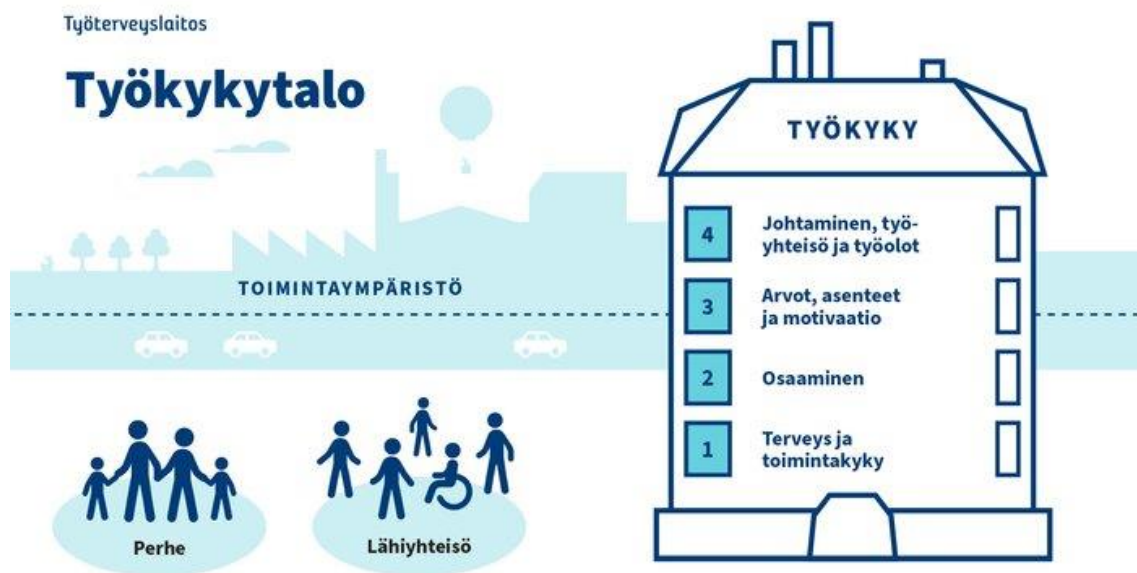 Työterveyslaitos
Työkykytalo
TOIMINTAYMPÄRISTÖ
Perhe
Lähiyhteisö
TYÖKYKY
4
Johtaminen, työ-
yhteisö ja työolot
3
Arvot, asenteet
ja motivaatio
2
Osaaminen
1
Terveys ja
toimintakyky